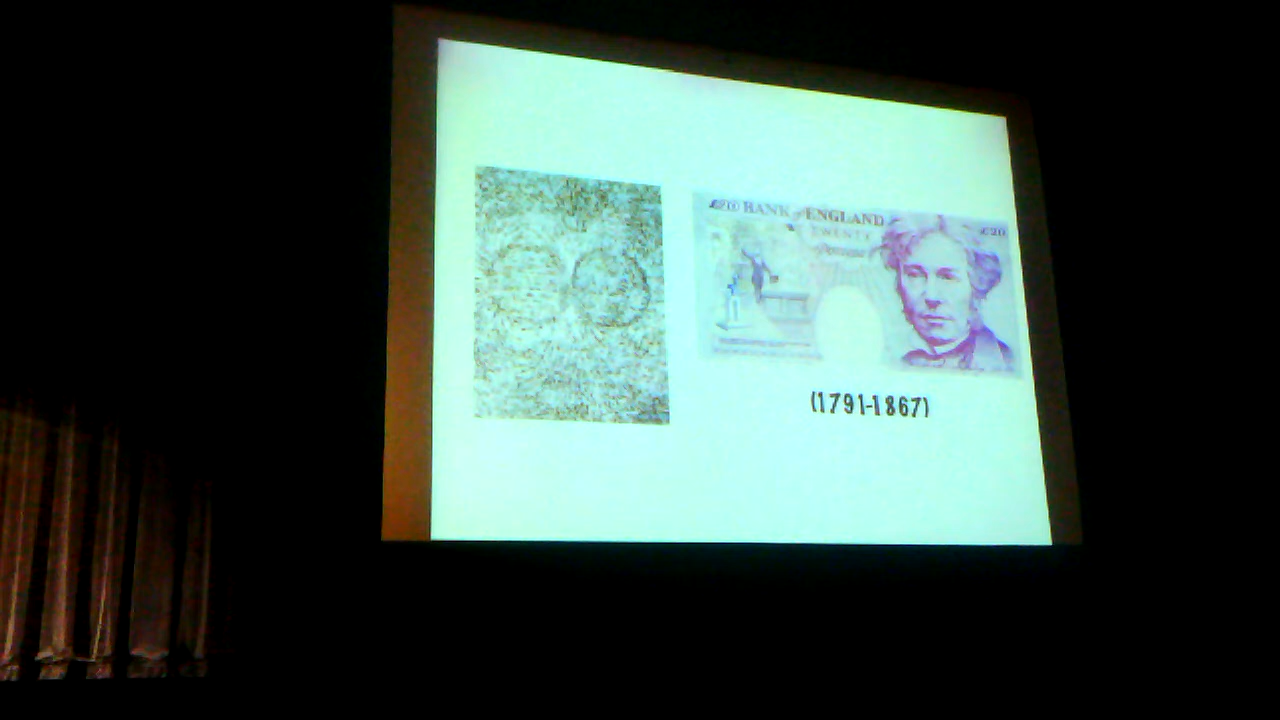 £20 BANK of ENGLAND
£20
TWENTY
Pounds
(1791-1867)